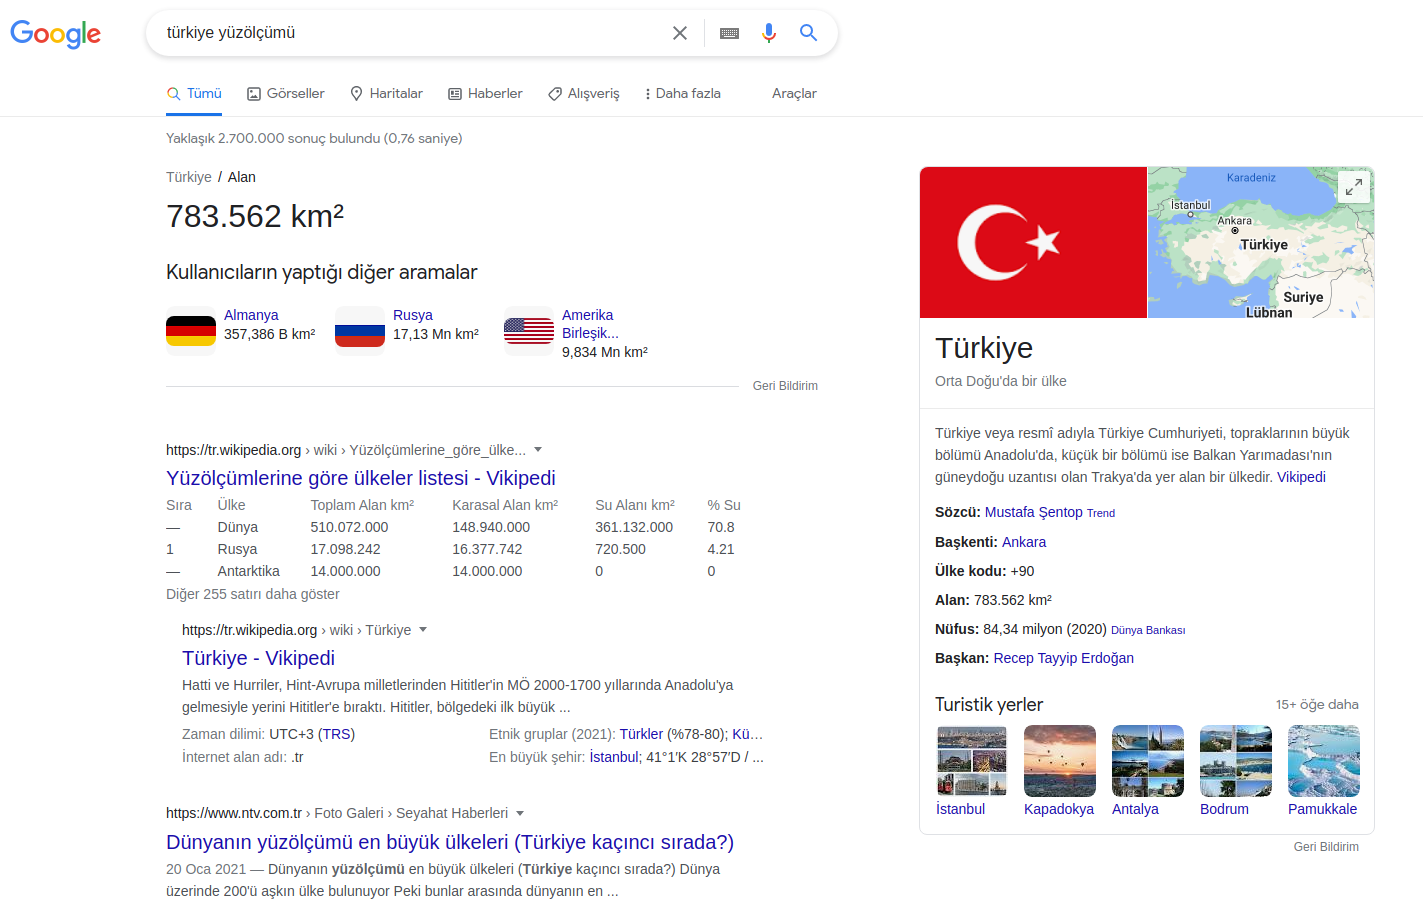 Google
türkiye yüzölçümü
Tümü
Görseller
Haritalar
Haberler
Alışveriş
Daha fazla
Araçlar
Yaklaşık 2.700.000 sonuç bulundu (0,76 saniye)
Türkiye / Alan
783.562 km²
Kullanıcıların yaptığı diğer aramalar
Almanya
357,386 B km²
Rusya
17,13 Mn km²
Amerika
Birleşik...
9,834 Mn km²
Geri Bildirim
https://tr.wikipedia.org › wiki › Yüzölçümlerine_göre_ülke...
Yüzölçümlerine göre ülkeler listesi - Vikipedi
Sıra Ülke Toplam Alan km² Karasal Alan km² Su Alanı km² % Su
— Dünya 510.072.000 148.940.000 361.132.000 70.8
1 Rusya 17.098.242 16.377.742 720.500 4.21
— Antarktika 14.000.000 14.000.000 0 0
Diğer 255 satırı daha göster
https://tr.wikipedia.org › wiki › Türkiye
Türkiye - Vikipedi
Hatti ve Hurriler, Hint-Avrupa milletlerinden Hititler'in MÖ 2000-1700 yıllarında Anadolu'ya
gelmesiyle yerini Hititler'e bıraktı. Hititler, bölgedeki ilk büyük ...
Zaman dilimi: UTC+3 (TRS)
Etnik gruplar (2021): Türkler (%78-80); Kü...
İnternet alan adı: .tr
En büyük şehir: İstanbul; 41°1′K 28°57′D / ...
https://www.ntv.com.tr › Foto Galeri › Seyahat Haberleri
Dünyanın yüzölçümü en büyük ülkeleri (Türkiye kaçıncı sırada?)
20 Oca 2021 — Dünyanın yüzölçümü en büyük ülkeleri (Türkiye kaçıncı sırada?) Dünya
üzerinde 200'ü aşkın ülke bulunuyor Peki bunlar arasında dünyanın en ...
Karadeniz
İstanbul
Ankara
Türkiye
Suriye
Lübnan
Türkiye
Orta Doğu'da bir ülke
Türkiye veya resmî adıyla Türkiye Cumhuriyeti, topraklarının büyük
bölümü Anadolu'da, küçük bir bölümü ise Balkan Yarımadası'nın
güneydoğu uzantısı olan Trakya'da yer alan bir ülkedir. Vikipedi
Sözcü: Mustafa Şentop Trend
Başkenti: Ankara
Ülke kodu: +90
Alan: 783.562 km²
Nüfus: 84,34 milyon (2020) Dünya Bankası
Başkan: Recep Tayyip Erdoğan
Turistik yerler
15+ öğe daha
İstanbul
Kapadokya
Antalya
Bodrum
Pamukkale
Geri Bildirim